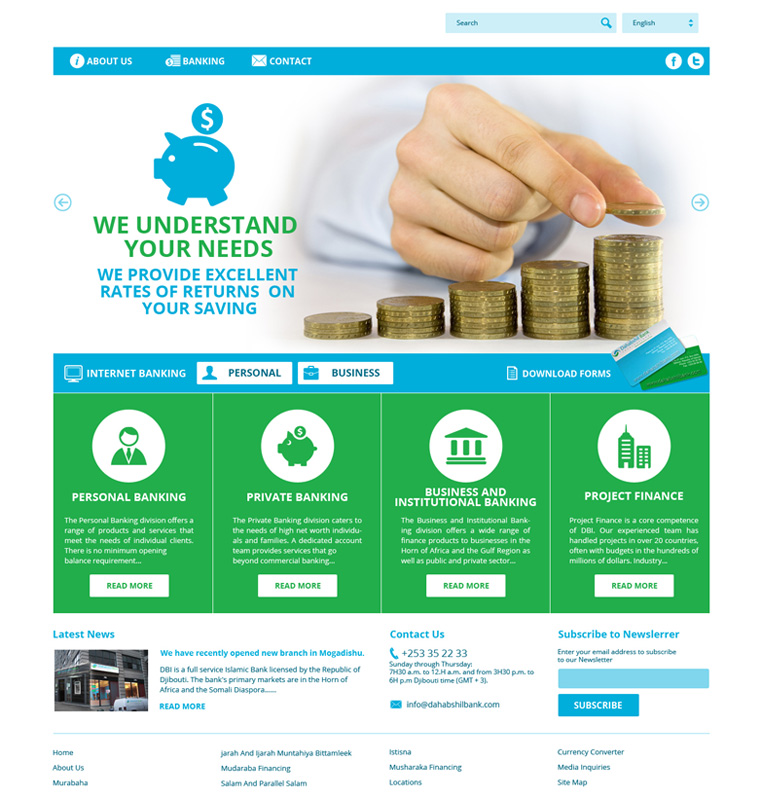 Search
English
ABOUT US
BANKING
CONTACT
WE UNDERSTAND
YOUR NEEDS
WE PROVIDE EXCELLENT
RATES OF RETURNS ON
YOUR SAVING
Dahabshil Bank
INTERNET BANKING
PERSONAL
BUSINESS
DOWNLOAD FORMS
PERSONAL BANKING
The Personal Banking division offers a
range of products and services that
meet the needs of individual clients.
There is no minimum opening
balance requirement...
READ MORE
PRIVATE BANKING
The Private Banking division caters to
the needs of high net worth individu-
als and families. A dedicated account
team provides services that go
beyond commercial banking...
READ MORE
BUSINESS AND
INSTITUTIONAL BANKING
The Business and Institutional Bank-
ing division offers a wide range of
finance products to businesses in the
Horn of Africa and the Gulf Region as
well as public and private sector...
READ MORE
PROJECT FINANCE
Project Finance is a core competence
of DBI. Our experienced team has
handled projects in over 20 countries,
often with budgets in the hundreds of
millions of dollars. Industry...
READ MORE
Latest News
We have recently opened new branch in Mogadishu.
DBI is a full service Islamic Bank licensed by the Republic of
Djibouti. The bank's primary markets are in the Horn of
Africa and the Somali Diaspora......
READ MORE
Contact Us
+253 35 22 33
Sunday through Thursday:
7H30 a.m. to 12.H a.m. and from 3H30 p.m. to
6H p.m Djibouti time (GMT + 3).
info@dahabshilbank.com
Subscribe to Newslerrer
Enter your email address to subscribe
to our Newsletter
SUBSCRIBE
Home
About Us
Murabaha
jarah And Ijarah Muntahiya Bittamleek
Mudaraba Financing
Salam And Parallel Salam
Istisna
Musharaka Financing
Locations
Currency Converter
Media Inquiries
Site Map